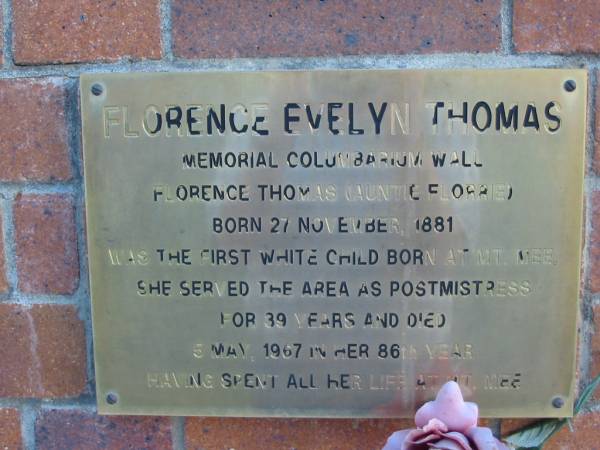 FLORENCE EVELYN THOMAS
MEMORIAL COLUMBARIUM WALL
FLORENCE THOMAS (AUNTIE FLORRIE)
BORN 27 NOVEMBER, 1881
WAS THE FIRST WHITE CHILD BORN AT MT. MEE.
SHE SERVED THE AREA AS POSTMISTRESS
FOR 39 YEARS AND DIED
5 MAY, 1967 IN HER 86th YEAR
HAVING SPENT ALL HER LIFE AT MT. MEE